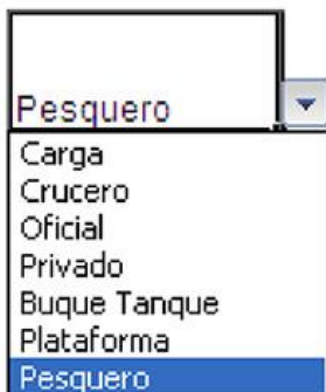 Pesquero
Carga
Crucero
Oficial
Privado
Buque Tanque
Plataforma
Pesquero